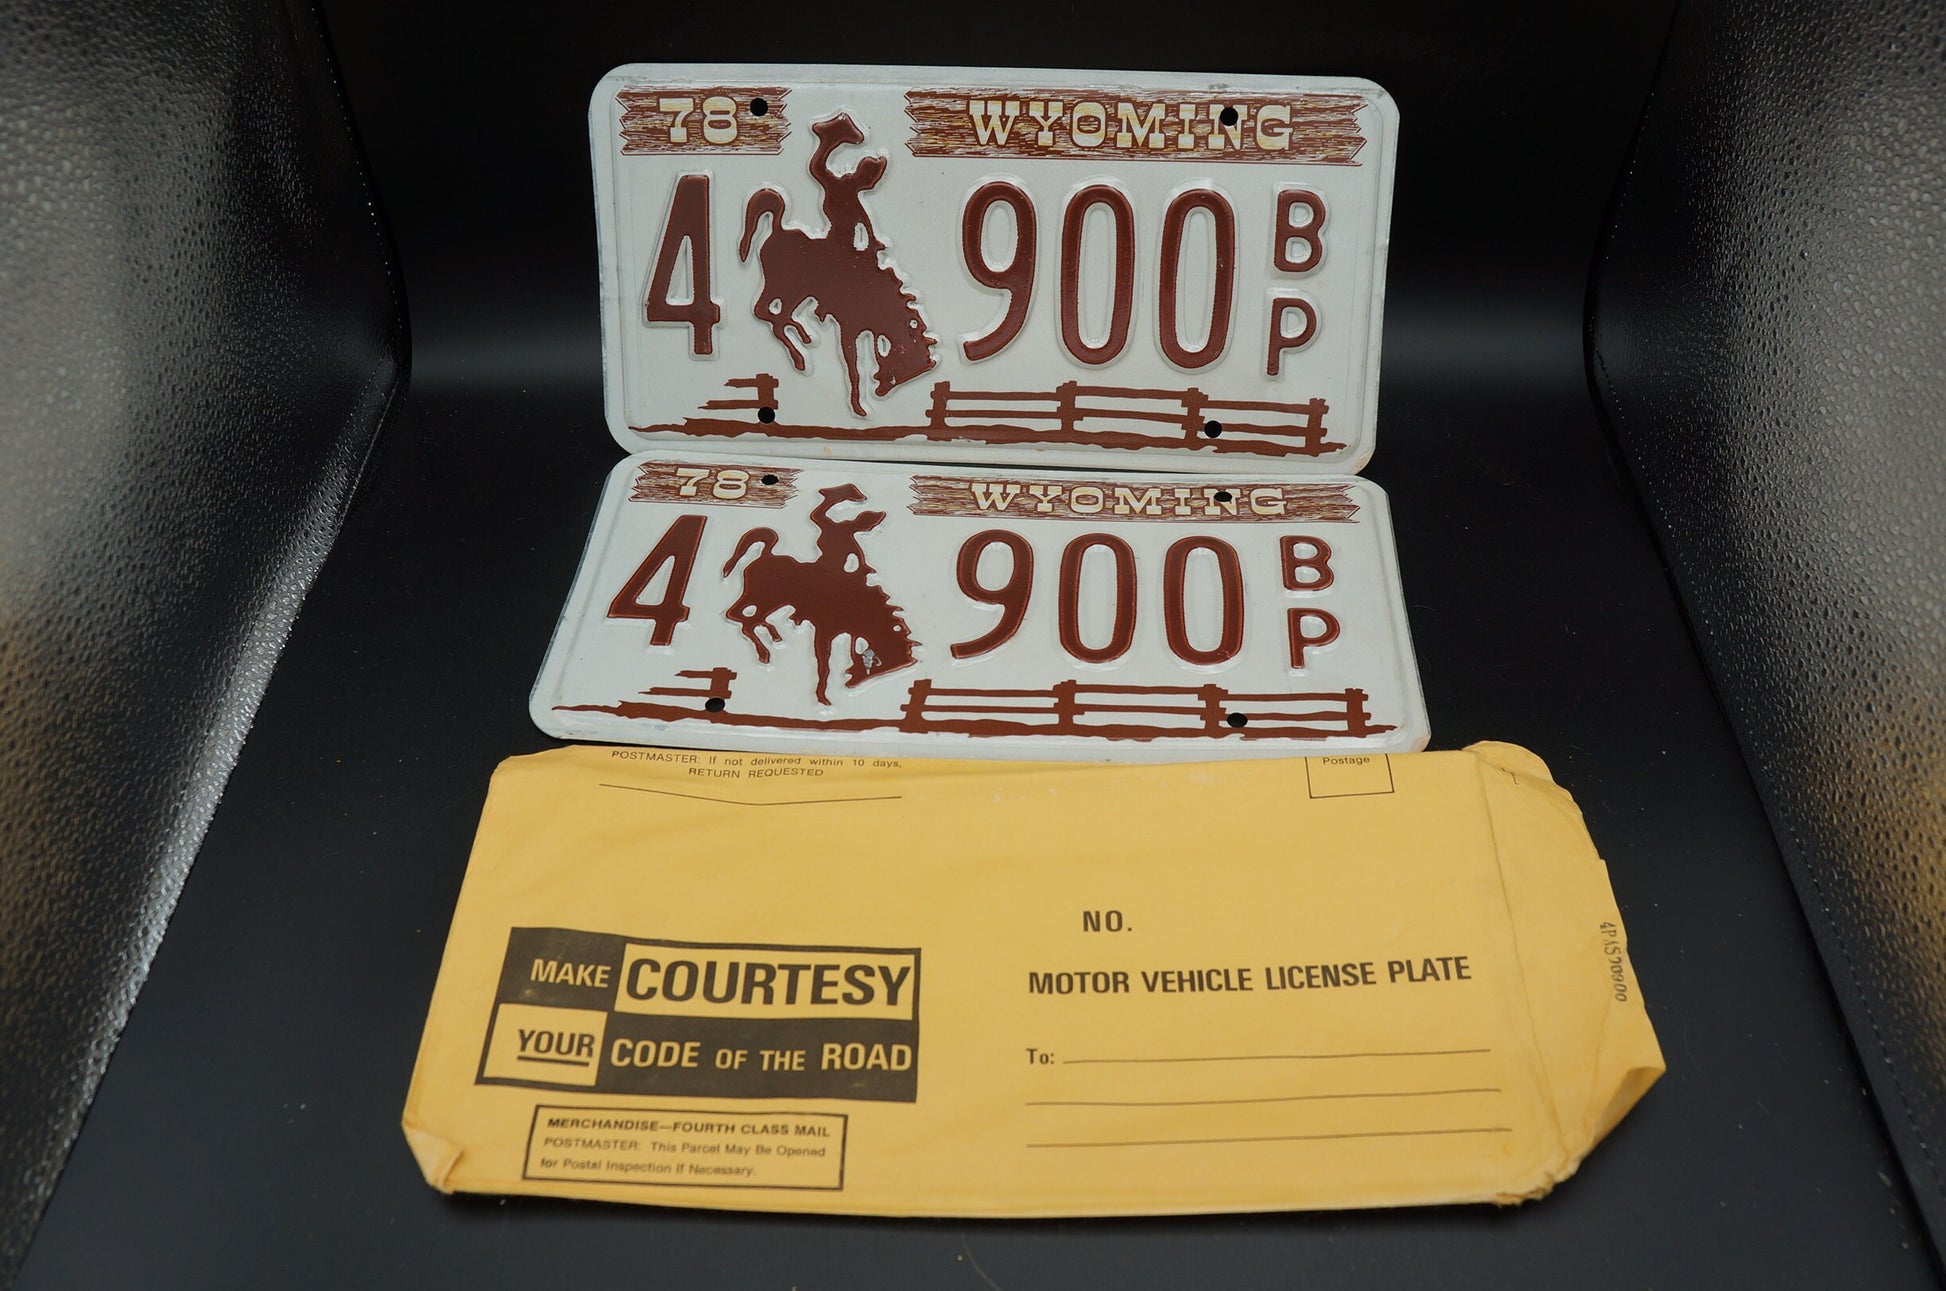 78 WYOMING
4 900 BP
78 WYOMING
4 900 BP
POSTMASTER: If not delivered within 10 days,
RETURN REQUESTED
Postage
NO.
MOTOR VEHICLE LICENSE PLATE
To:
MAKE COURTESY
YOUR CODE OF THE ROAD
MERCHANDISE—FOURTH CLASS MAIL
POSTMASTER: This Parcel May Be Opened
for Postal Inspection If Necessary.